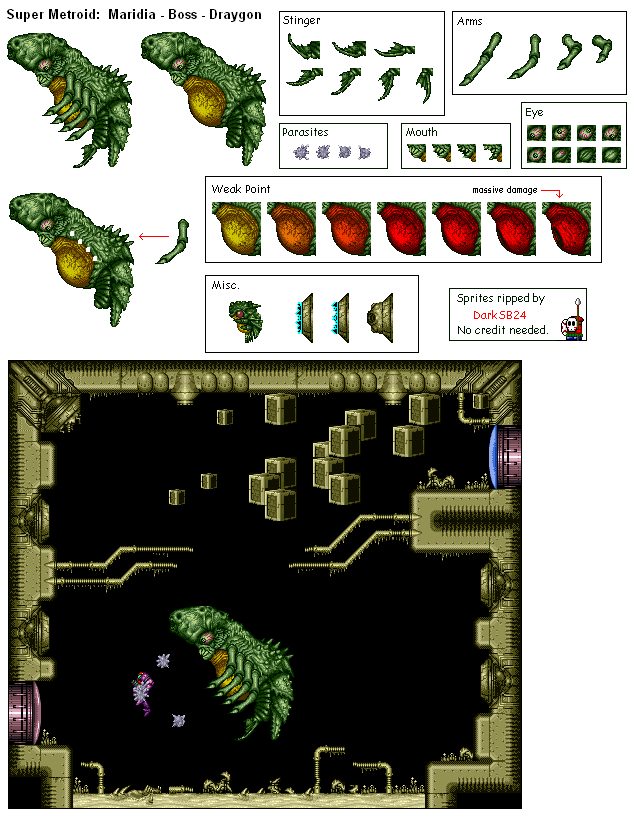 Super Metroid: Maridia - Boss - Draygon
Stinger
Arms
Eye
Parasites
Mouth
Weak Point
massive damage
Misc.
Sprites ripped by
DarkSB24
No credit needed.